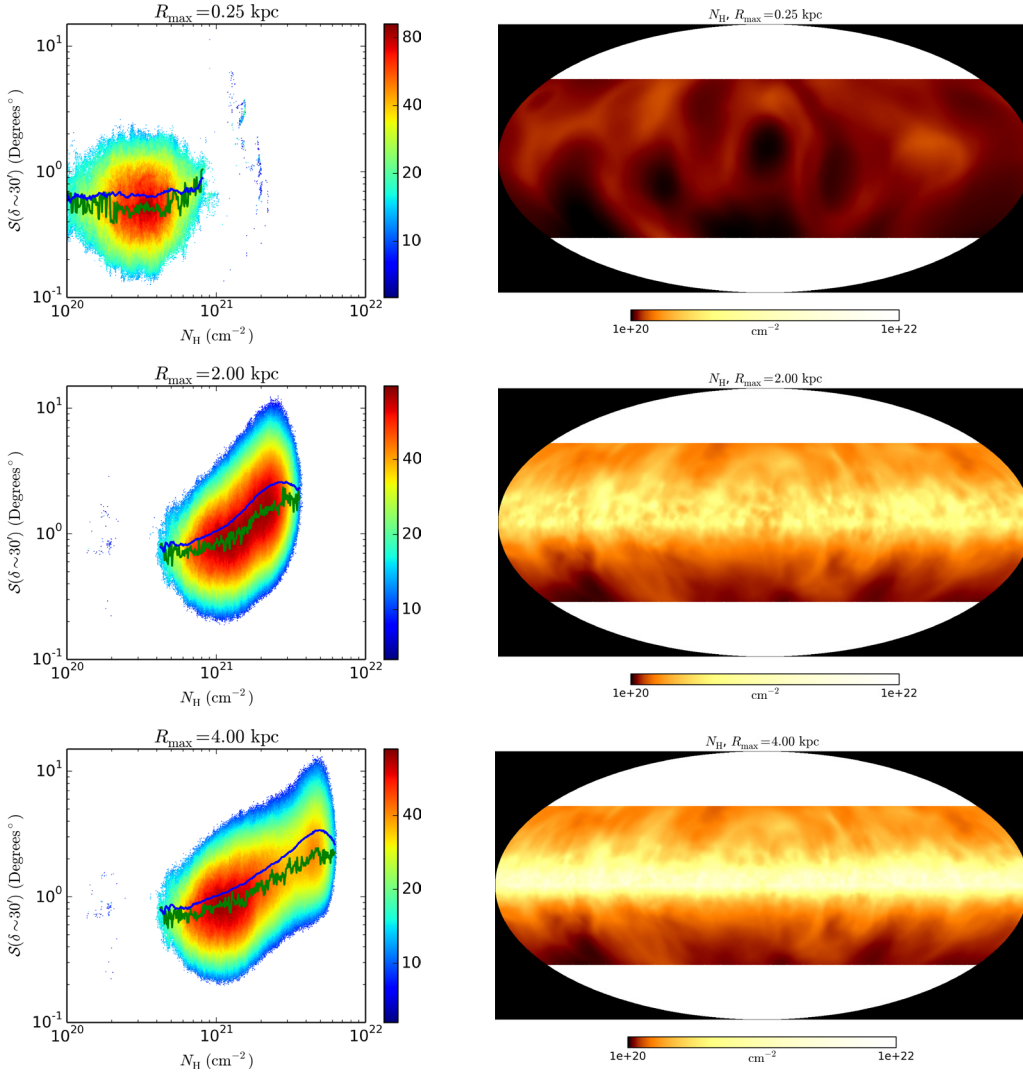 R_max=0.25 kpc
10^1
10^0
10^-1
S(δ∼30′) (Degrees°)
10^20
10^21
10^22
N_H (cm^−2)
80
40
20
10
N_H, R_max=0.25 kpc
1e+20
cm^−2
1e+22
R_max=2.00 kpc
10^1
10^0
10^-1
S(δ∼30′) (Degrees°)
10^20
10^21
10^22
N_H (cm^−2)
40
20
10
N_H, R_max=2.00 kpc
1e+20
cm^−2
1e+22
R_max=4.00 kpc
10^1
10^0
10^-1
S(δ∼30′) (Degrees°)
10^20
10^21
10^22
N_H (cm^−2)
40
20
10
N_H, R_max=4.00 kpc
1e+20
cm^−2
1e+22